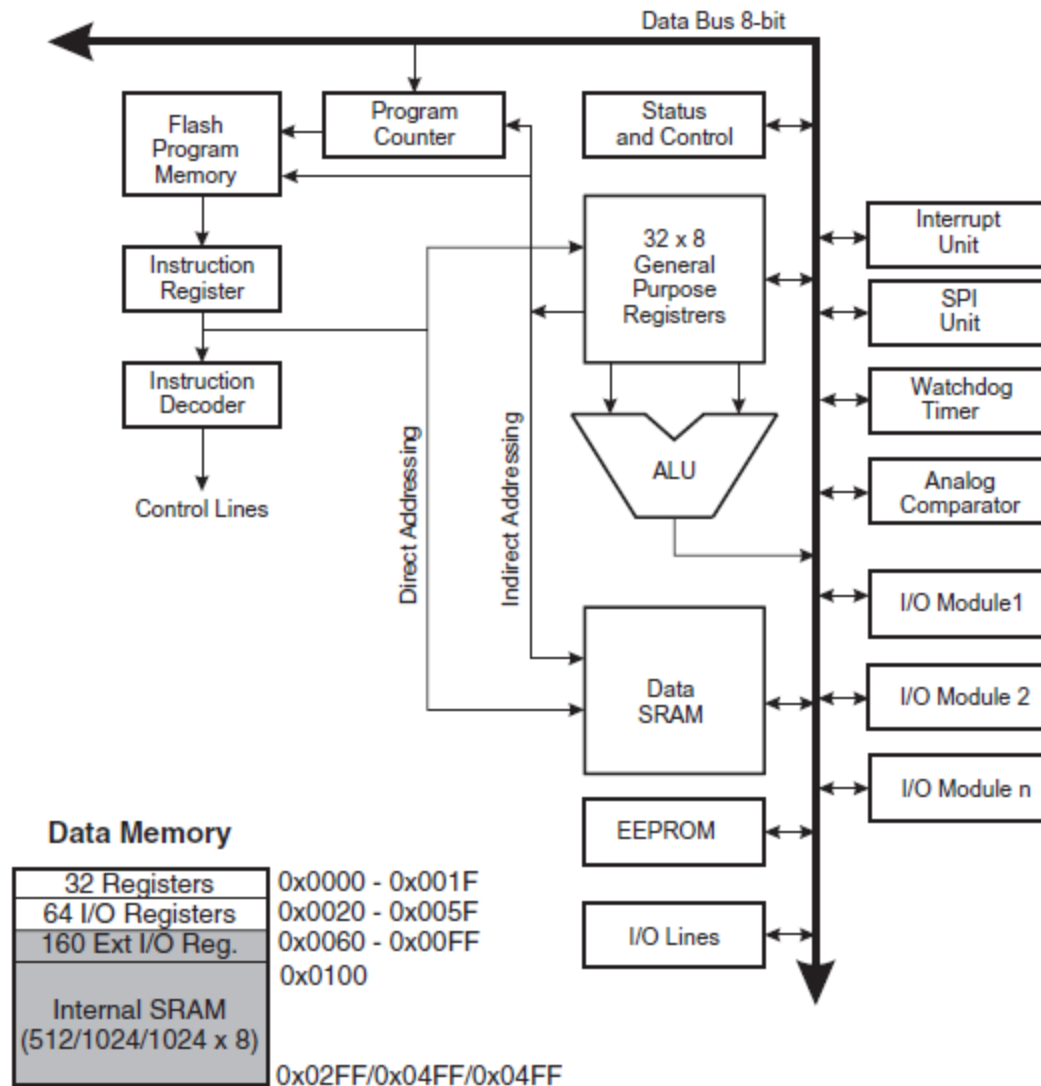 Data Bus 8-bit
Flash
Program
Memory
Program
Counter
Status
and Control
Interrupt
Unit
32 x 8
General
Purpose
Registrers
Instruction
Register
SPI
Unit
Instruction
Decoder
Watchdog
Timer
Direct Addressing
Indirect Addressing
ALU
Analog
Comparator
Control Lines
I/O Module1
Data
SRAM
I/O Module 2
I/O Module n
EEPROM
I/O Lines
Data Memory
32 Registers 0x0000 - 0x001F
64 I/O Registers 0x0020 - 0x005F
160 Ext I/O Reg. 0x0060 - 0x00FF
0x0100
Internal SRAM
(512/1024/1024 x 8)
0x02FF/0x04FF/0x04FF